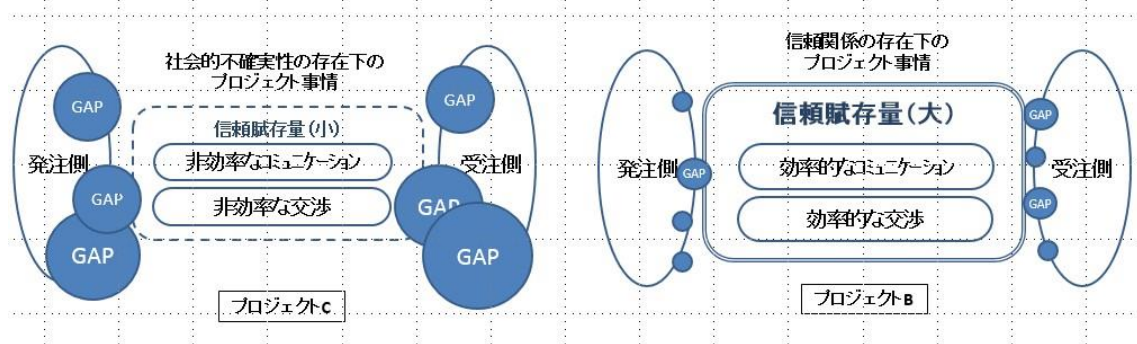 社会的不確実性の存在下の
プロジェクト事情
GAP
GAP
信頼賦存量(小)
発注側
非効率なコミュニケーション
受注側
GAP
非効率な交渉
GAP
GAP
GAP
プロジェクトC
信頼関係の存在下の
プロジェクト事情
信頼賦存量(大)
GAP
発注側
GAP
効率的なコミュニケーション
受注側
GAP
効率的な交渉
プロジェクトB